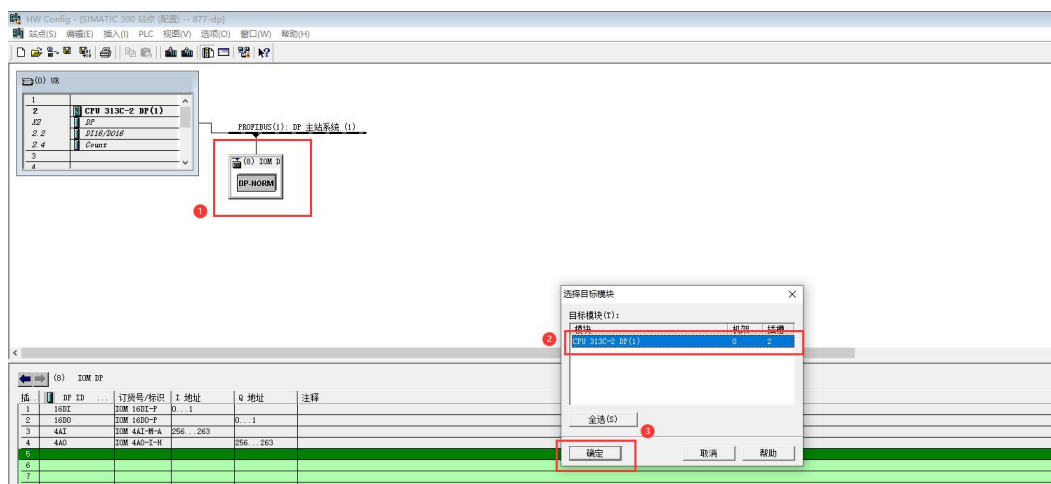 HW Config - [SIMATIC 300 站点 (配置) -- 877-dp]
站点(S) 编辑(E) 插入(I) PLC 视图(V) 选项(O) 窗口(W) 帮助(H)
(0) UR
1
2 CPU 313C-2 DP(1)
X2 DP
2.2 DI16/DO16
2.4 Count
3
4
PROFIBUS(1): DP 主站系统 (1)
(8) IOM D
DP-NORM
1
选择目标模块
目标模块(T):
模块 机架 插槽
2
CPU 313C-2 DP(1) 0 2
全选(S)
3
确定 取消 帮助
(8) IOM DP
插.. DP ID ... 订货号/标识 I 地址 Q 地址 注释
1 16DI IOM 16DI-P 0...1
2 16DO IOM 16DO-P 0...1
3 4AI IOM 4AI-M-A 256...263
4 4AO IOM 4AO-I-H 256...263
5
6
7